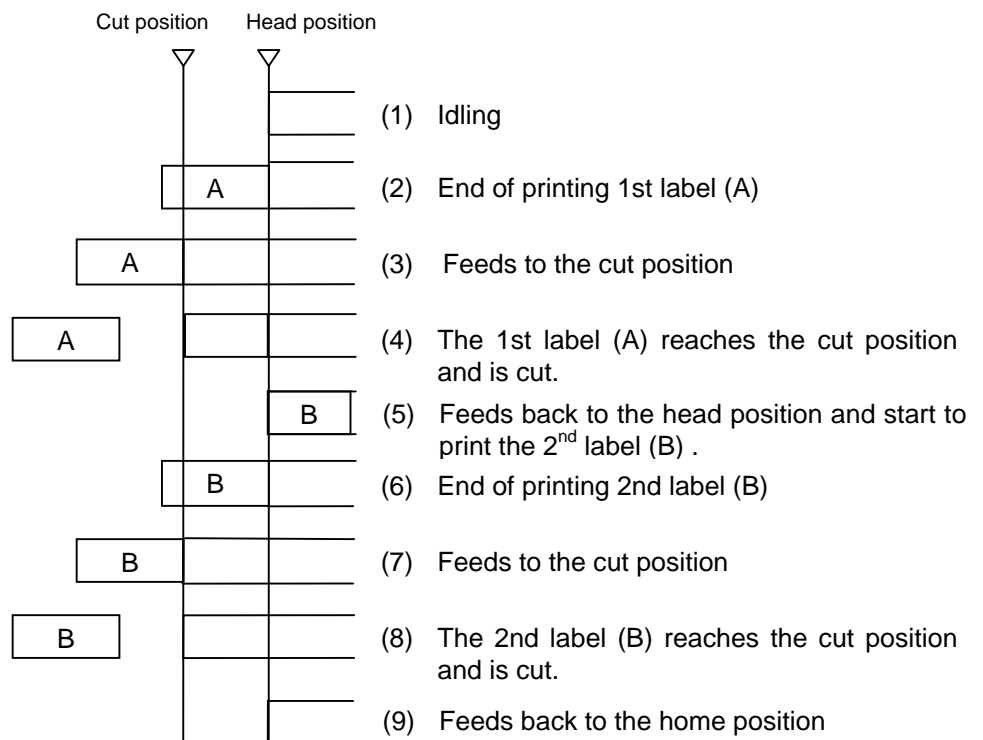 Cut position Head position
(1) Idling
A (2) End of printing 1st label (A)
A (3) Feeds to the cut position
A (4) The 1st label (A) reaches the cut position
and is cut.
B (5) Feeds back to the head position and start to
print the 2nd label (B) .
B (6) End of printing 2nd label (B)
B (7) Feeds to the cut position
B (8) The 2nd label (B) reaches the cut position
and is cut.
(9) Feeds back to the home position